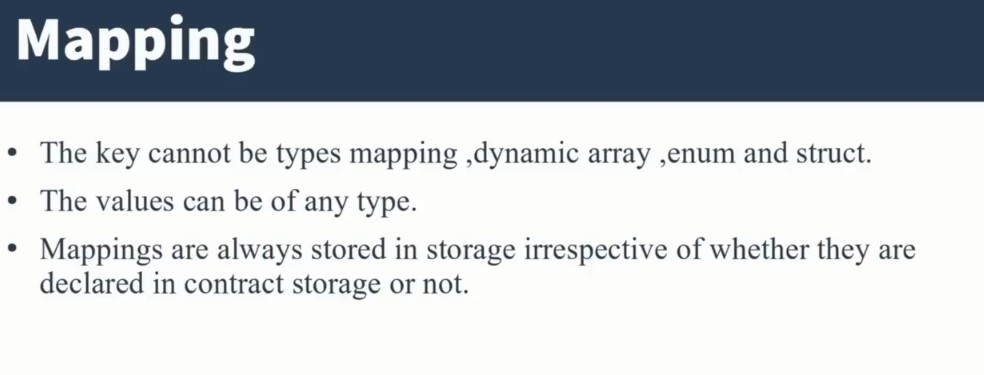 Mapping
• The key cannot be types mapping ,dynamic array ,enum and struct.
• The values can be of any type.
• Mappings are always stored in storage irrespective of whether they are
declared in contract storage or not.